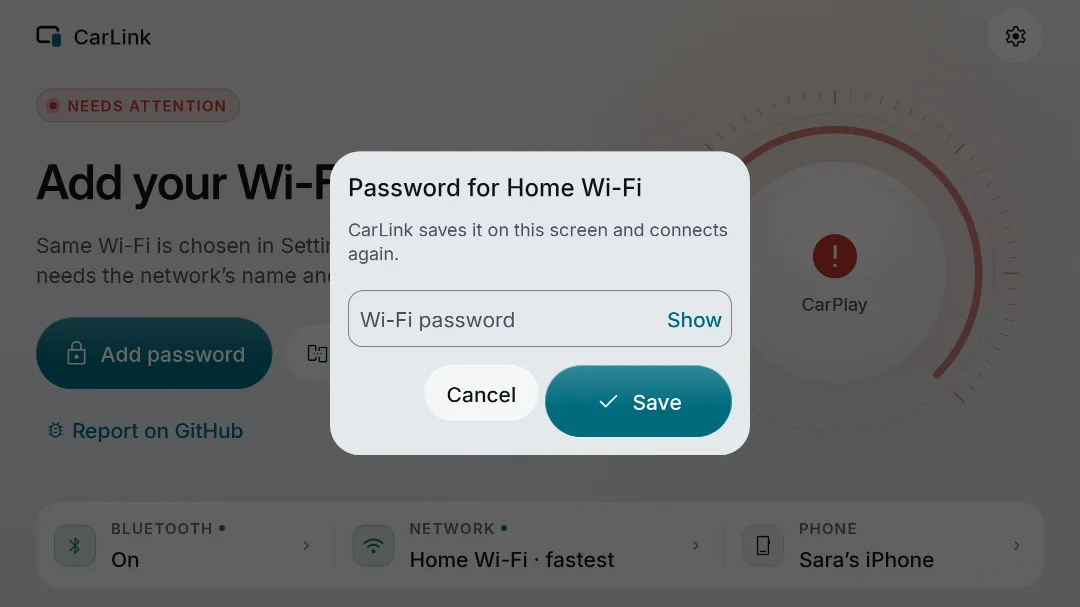 CarLink
NEEDS ATTENTION
Add your Wi-F
Same Wi-Fi is chosen in Settin
needs the network's name and
Add password
Report on GitHub
Password for Home Wi-Fi
CarLink saves it on this screen and connects
again.
Wi-Fi password
Show
Cancel
Save
CarPlay
BLUETOOTH
On
NETWORK
Home Wi-Fi · fastest
PHONE
Sara's iPhone